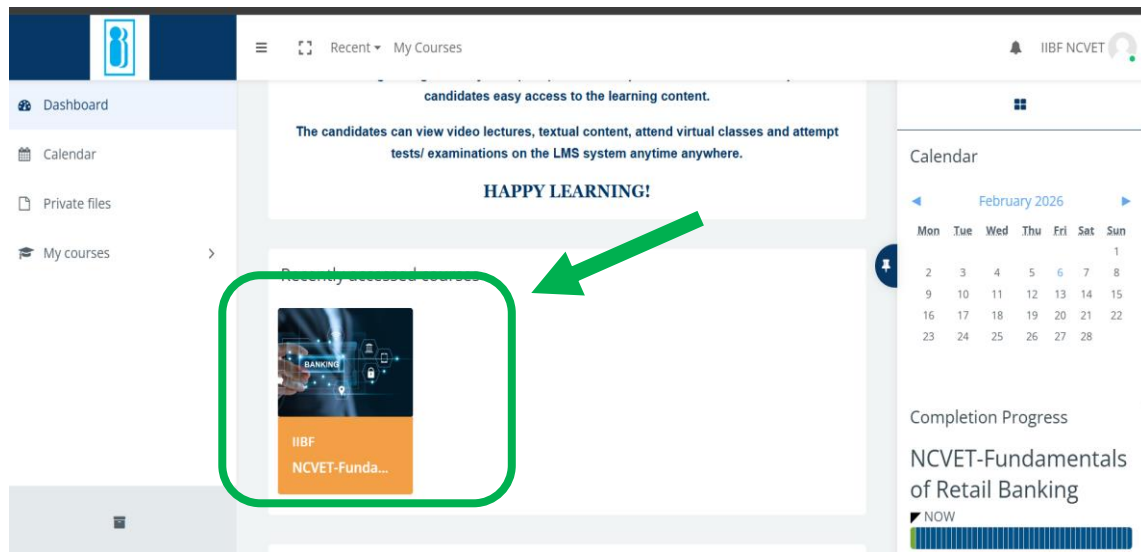 Recent My Courses
IIBF NCVET
Dashboard
Calendar
Private files
My courses
candidates easy access to the learning content.
The candidates can view video lectures, textual content, attend virtual classes and attempt
tests/ examinations on the LMS system anytime anywhere.
HAPPY LEARNING!
Recently accessed courses
BANKING
IIBF
NCVET-Funda...
Calendar
February 2026
Mon Tue Wed Thu Fri Sat Sun
1
2 3 4 5 6 7 8
9 10 11 12 13 14 15
16 17 18 19 20 21 22
23 24 25 26 27 28
Completion Progress
NCVET-Fundamentals
of Retail Banking
NOW